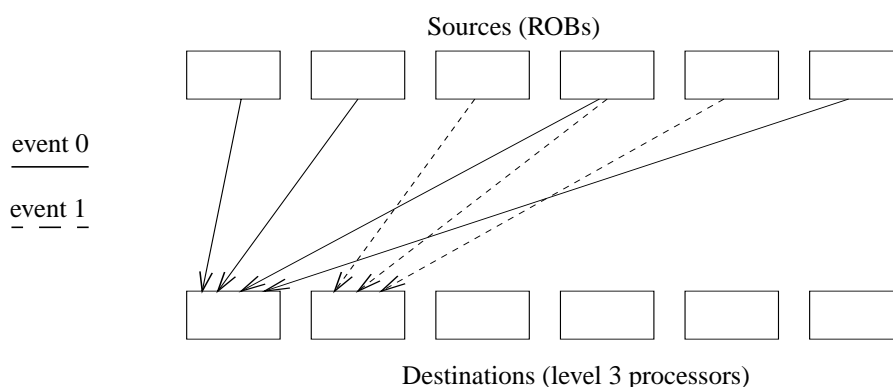 Sources (ROBs)
event 0
event 1
Destinations (level 3 processors)